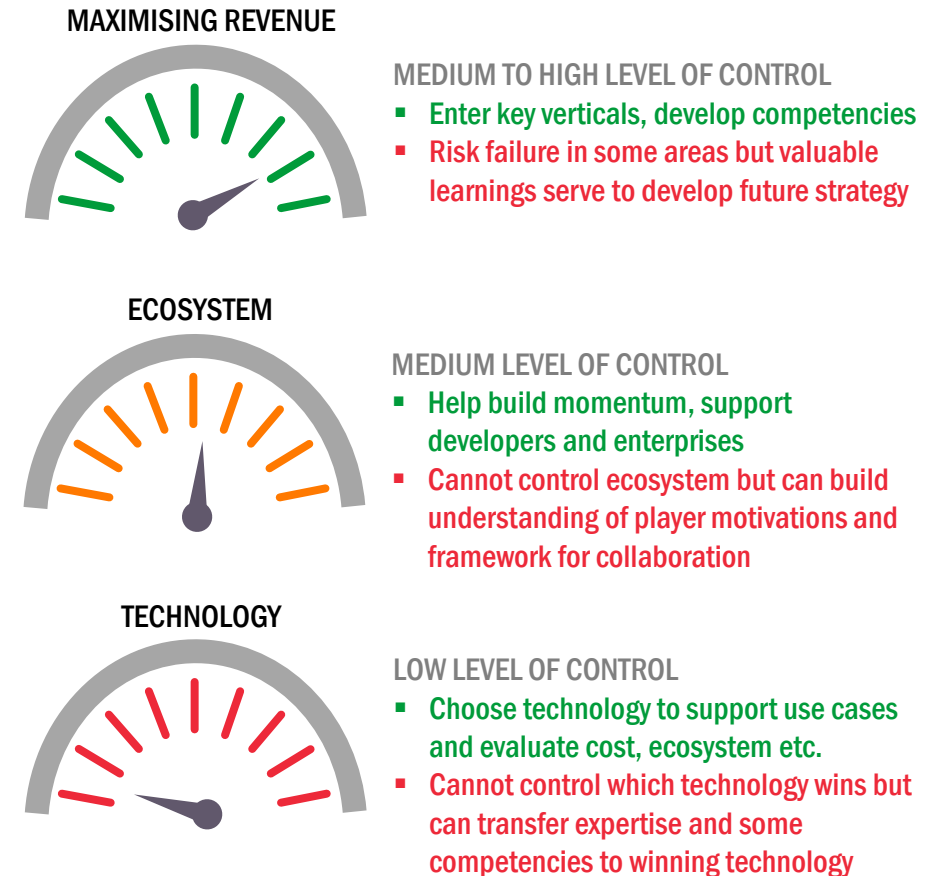 MAXIMISING REVENUE
MEDIUM TO HIGH LEVEL OF CONTROL
▪ Enter key verticals, develop competencies
▪ Risk failure in some areas but valuable
learnings serve to develop future strategy
ECOSYSTEM
MEDIUM LEVEL OF CONTROL
▪ Help build momentum, support
developers and enterprises
▪ Cannot control ecosystem but can build
understanding of player motivations and
framework for collaboration
TECHNOLOGY
LOW LEVEL OF CONTROL
▪ Choose technology to support use cases
and evaluate cost, ecosystem etc.
▪ Cannot control which technology wins but
can transfer expertise and some
competencies to winning technology